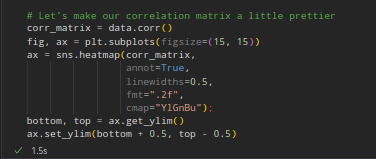 # Let's make our correlation matrix a little prettier
corr_matrix = data.corr()
fig, ax = plt.subplots(figsize=(15, 15))
ax = sns.heatmap(corr_matrix,
annot=True,
linewidths=0.5,
fmt=".2f",
cmap="YlGnBu");
bottom, top = ax.get_ylim()
ax.set_ylim(bottom + 0.5, top - 0.5)
✓ 1.5s